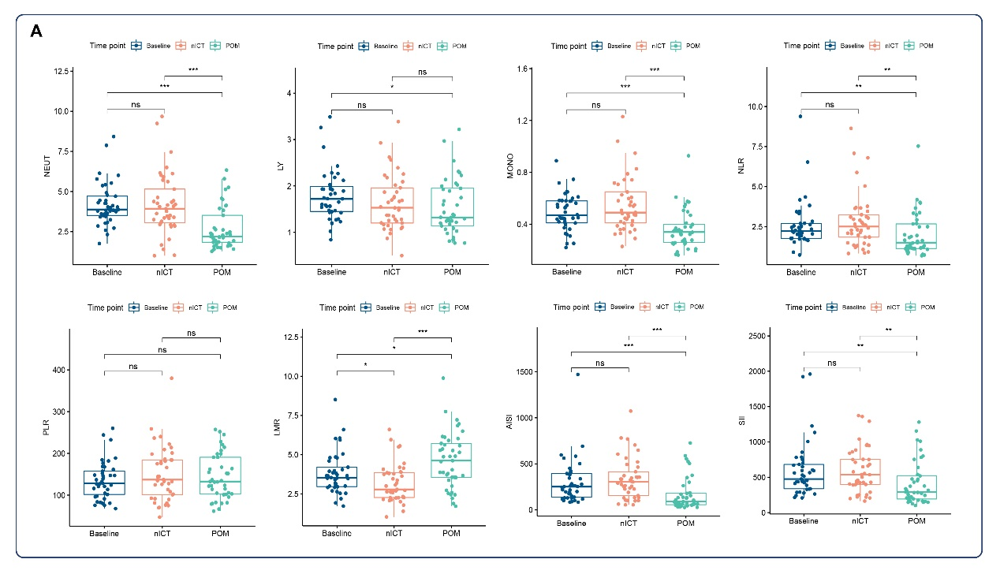 A
Time point Baseline nICT POM
NEUT
12.5
10.0
7.5
5.0
2.5
***
***
ns
Baseline nICT POM
Time point Baseline nICT POM
LY
4
3
2
1
ns
*
ns
Baseline nICT POM
Time point Baseline nICT POM
MONO
1.6
1.2
0.8
0.4
***
***
ns
Baseline nICT POM
Time point Baseline nICT POM
NLR
10.0
7.5
5.0
2.5
**
**
ns
Baseline nICT POM
Time point Baseline nICT POM
PLR
400
300
200
100
ns
ns
ns
Baseline nICT POM
Time point Baseline nICT POM
LMR
12.5
10.0
7.5
5.0
2.5
***
*
*
Baseline nICT POM
Time point Baseline nICT POM
AISI
1500
1000
500
0
***
***
ns
Baseline nICT POM
Time point Baseline nICT POM
SII
2500
2000
1500
1000
500
0
**
**
ns
Baseline nICT POM